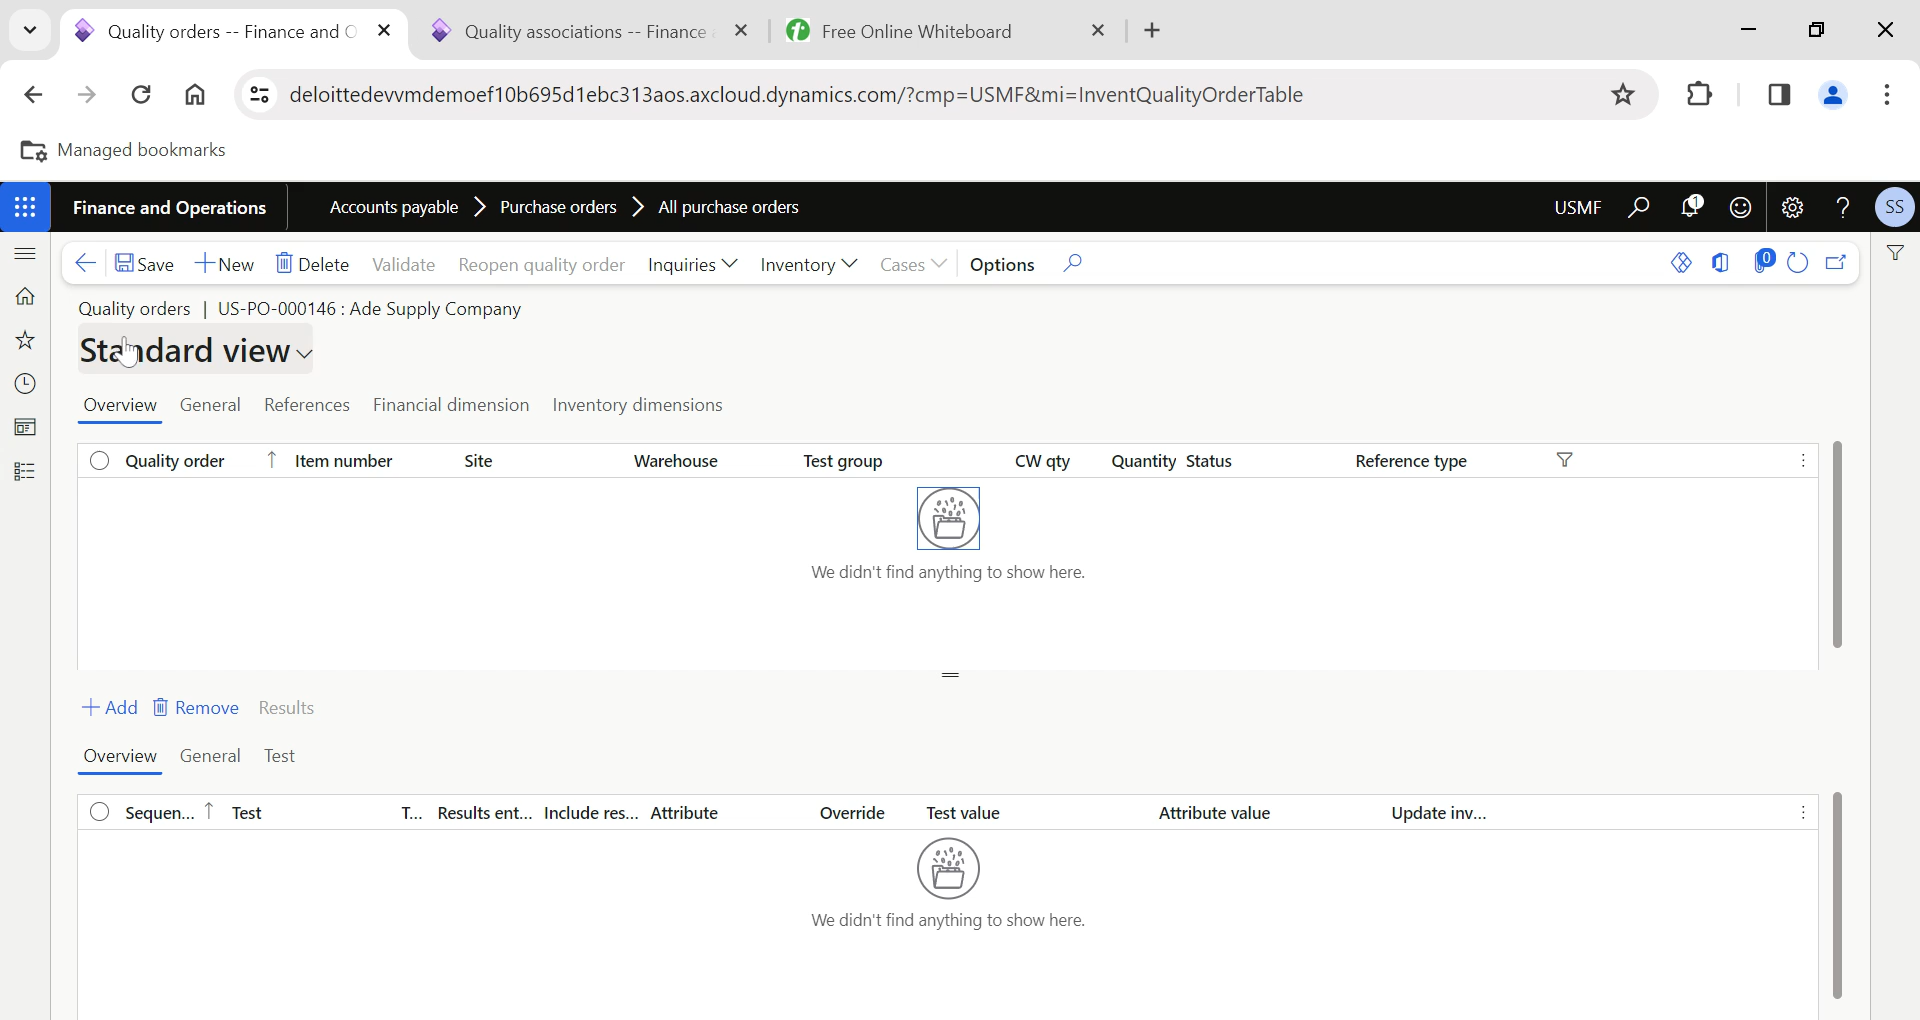 Quality orders -- Finance and O
Quality associations -- Finance a
Free Online Whiteboard
deloittedevvmdemoef10b695d1ebc313aos.axcloud.dynamics.com/?cmp=USMF&mi=InventQualityOrderTable
Managed bookmarks
Finance and Operations
Accounts payable
Purchase orders
All purchase orders
USMF
1
SS
Save
New
Delete
Validate
Reopen quality order
Inquiries
Inventory
Cases
Options
0
Quality orders | US-PO-000146 : Ade Supply Company
Standard view
Overview General References Financial dimension Inventory dimensions
Quality order Item number Site Warehouse Test group CW qty Quantity Status Reference type
We didn't find anything to show here.
Add Remove Results
Overview General Test
Sequen... Test T... Results ent... Include res... Attribute Override Test value Attribute value Update inv...
We didn't find anything to show here.